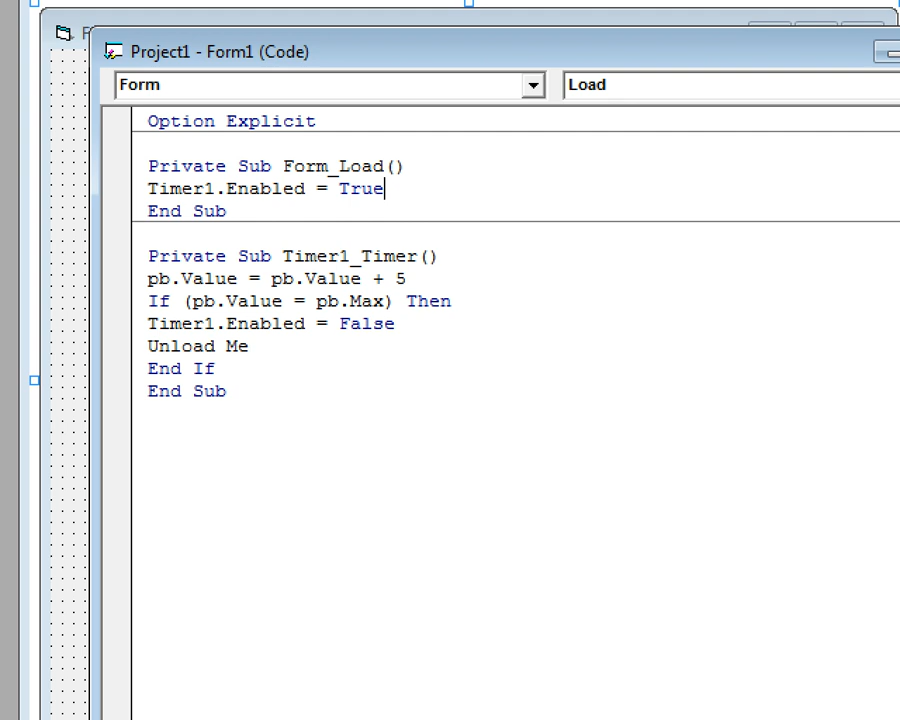 Project1 - Form1 (Code)
Form
Load
Option Explicit
Private Sub Form_Load()
Timer1.Enabled = True
End Sub
Private Sub Timer1_Timer()
pb.Value = pb.Value + 5
If (pb.Value = pb.Max) Then
Timer1.Enabled = False
Unload Me
End If
End Sub